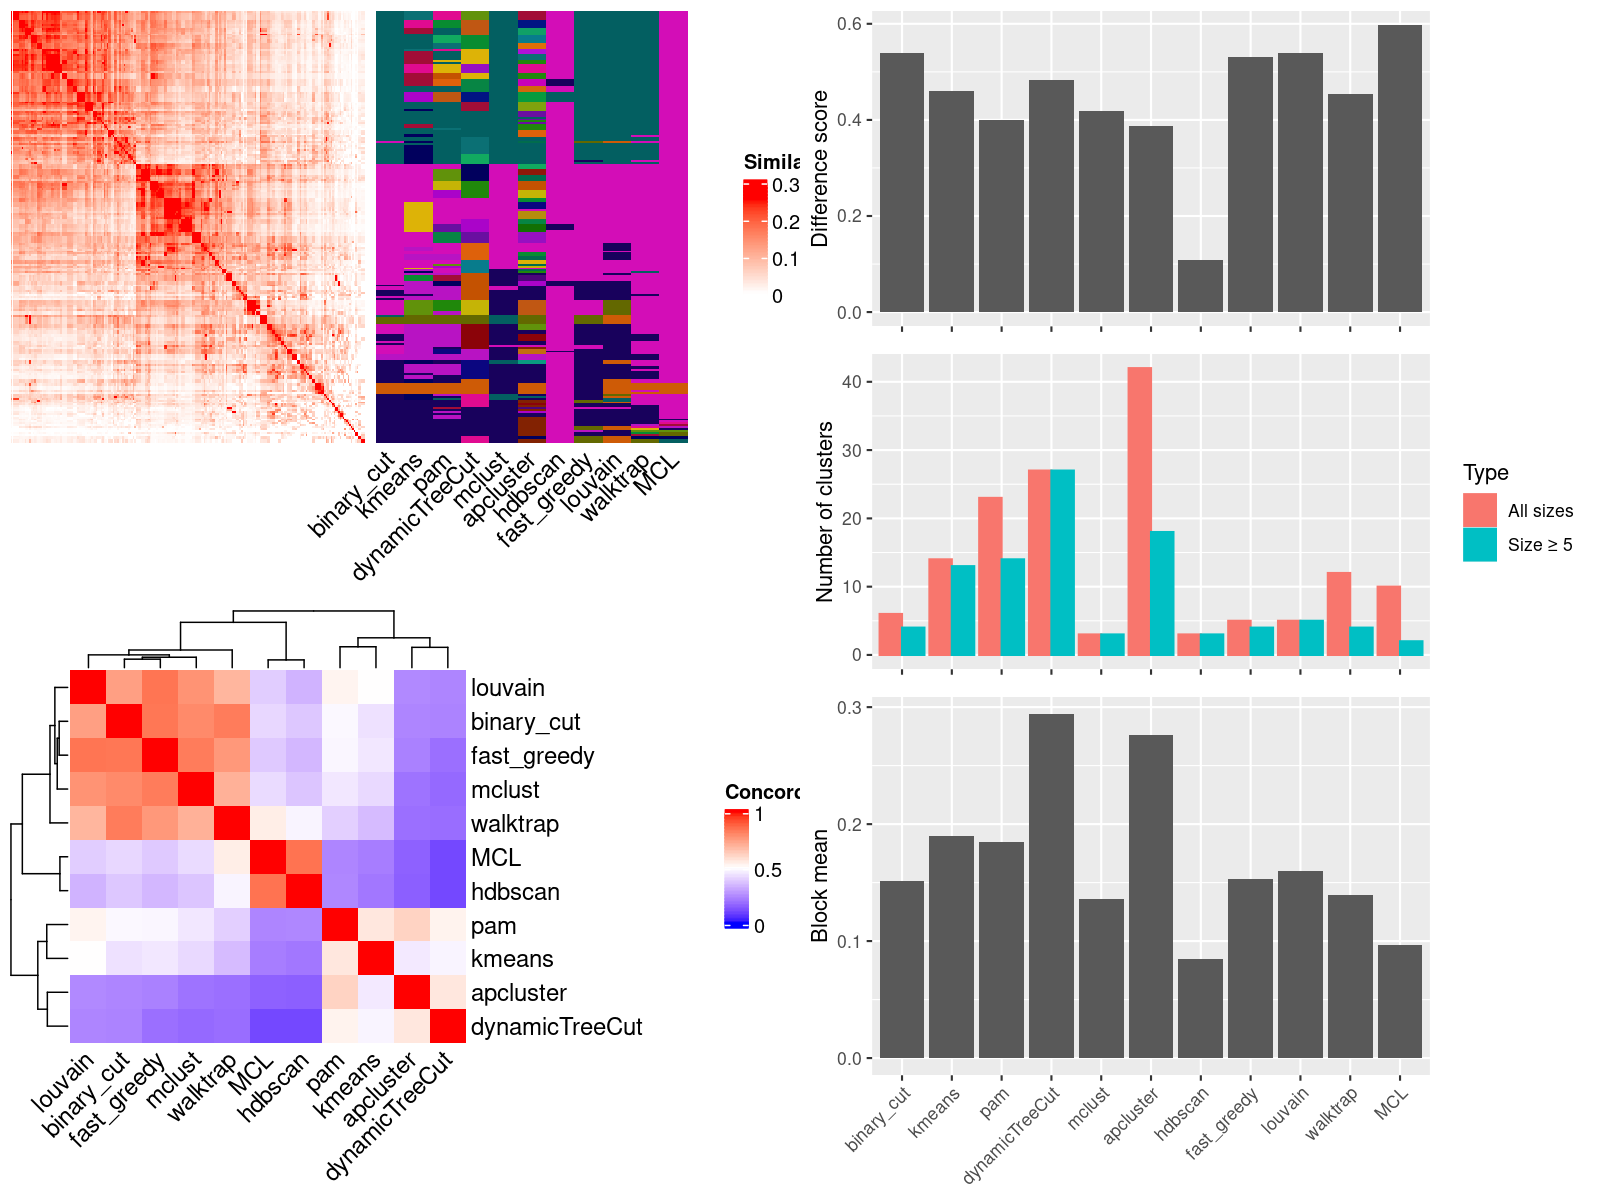 Simila
0.3
0.2
0.1
0
binary_cut
kmeans
pam
dynamicTreeCut
mclust
apcluster
hdbscan
fast_greedy
louvain
walktrap
MCL
Difference score
0.6
0.4
0.2
0.0
Number of clusters
40
30
20
10
0
Type
All sizes
Size ≥ 5
Block mean
0.3
0.2
0.1
0.0
binary_cut
kmeans
pam
dynamicTreeCut
mclust
apcluster
hdbscan
fast_greedy
louvain
walktrap
MCL
louvain
binary_cut
fast_greedy
mclust
walktrap
MCL
hdbscan
pam
kmeans
apcluster
dynamicTreeCut
Concord
1
0.5
0
louvain
binary_cut
fast_greedy
mclust
walktrap
MCL
hdbscan
pam
kmeans
apcluster
dynamicTreeCut